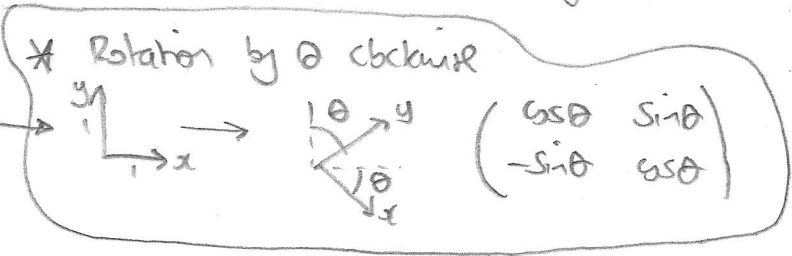 * Rotation by θ clockwise
y
1
1 x
θ y
θ
x
cosθ sinθ
-sinθ cosθ